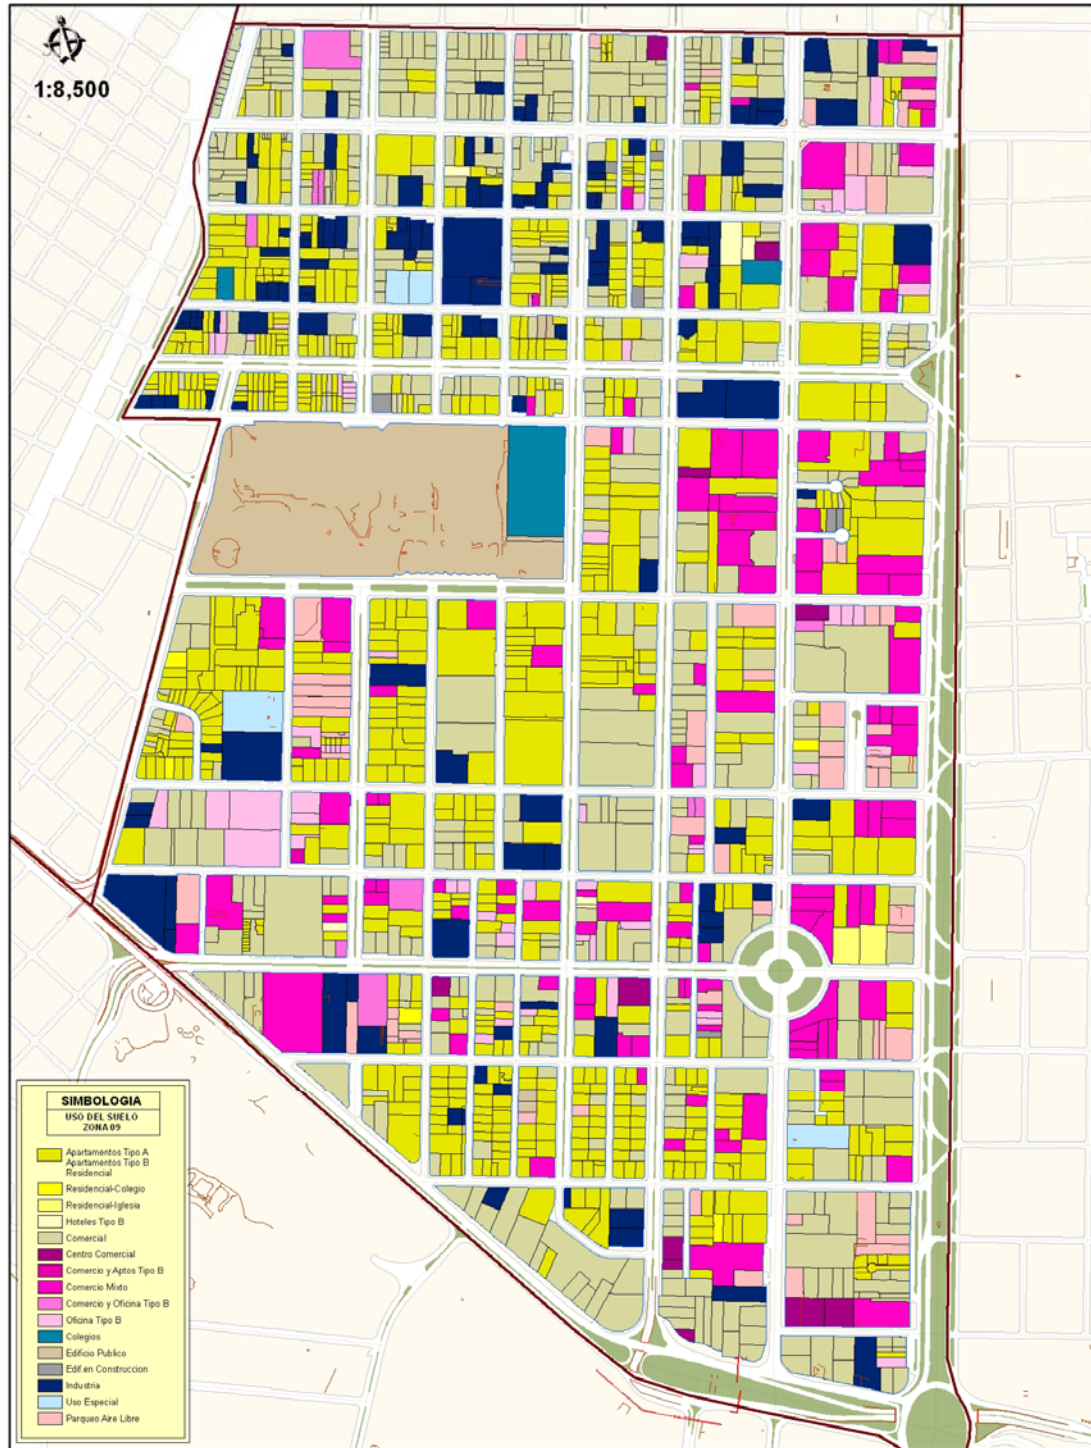 1:8,500
SIMBOLOGIA
USO DEL SUELO
ZONA 09
Apartamentos Tipo A
Apartamentos Tipo B
Residencial
Residencial-Colegio
Residencial-Iglesia
Hoteles Tipo B
Comercial
Centro Comercial
Comercio y Aptos Tipo B
Comercio Mixto
Comercio y Oficina Tipo B
Oficina Tipo B
Colegios
Edificio Publico
Edif.en Construccion
Industria
Uso Especial
Parqueo Aire Libre